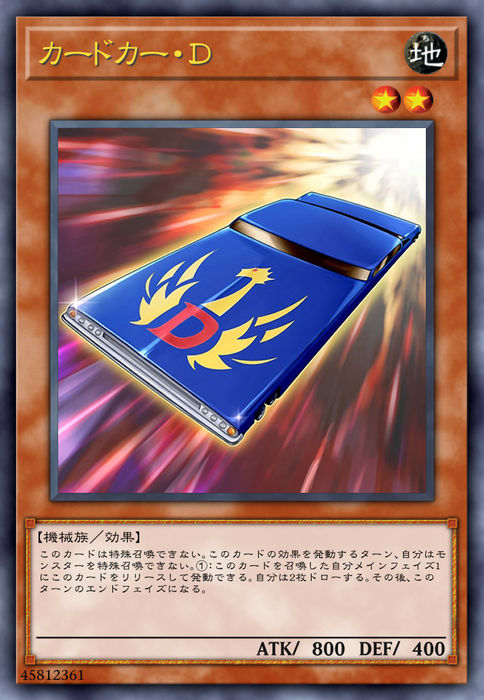 カードカー・D
ち
地
D
【機械族／効果】
このカードは特殊召喚できない。このカードの効果を発動するターン、自分はモ
ンスターを特殊召喚できない。①：このカードを召喚した自分メインフェイズ1
にこのカードをリリースして発動できる。自分は2枚ドローする。その後、この
ターンのエンドフェイズになる。
ATK/ 800 DEF/ 400
45812361